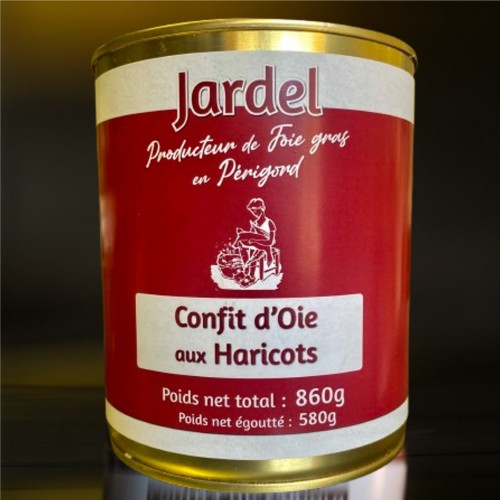 Jardel
Producteur de Foie gras
en Périgord
Confit d'Oie
aux Haricots
Poids net total : 860g
Poids net égoutté : 580g